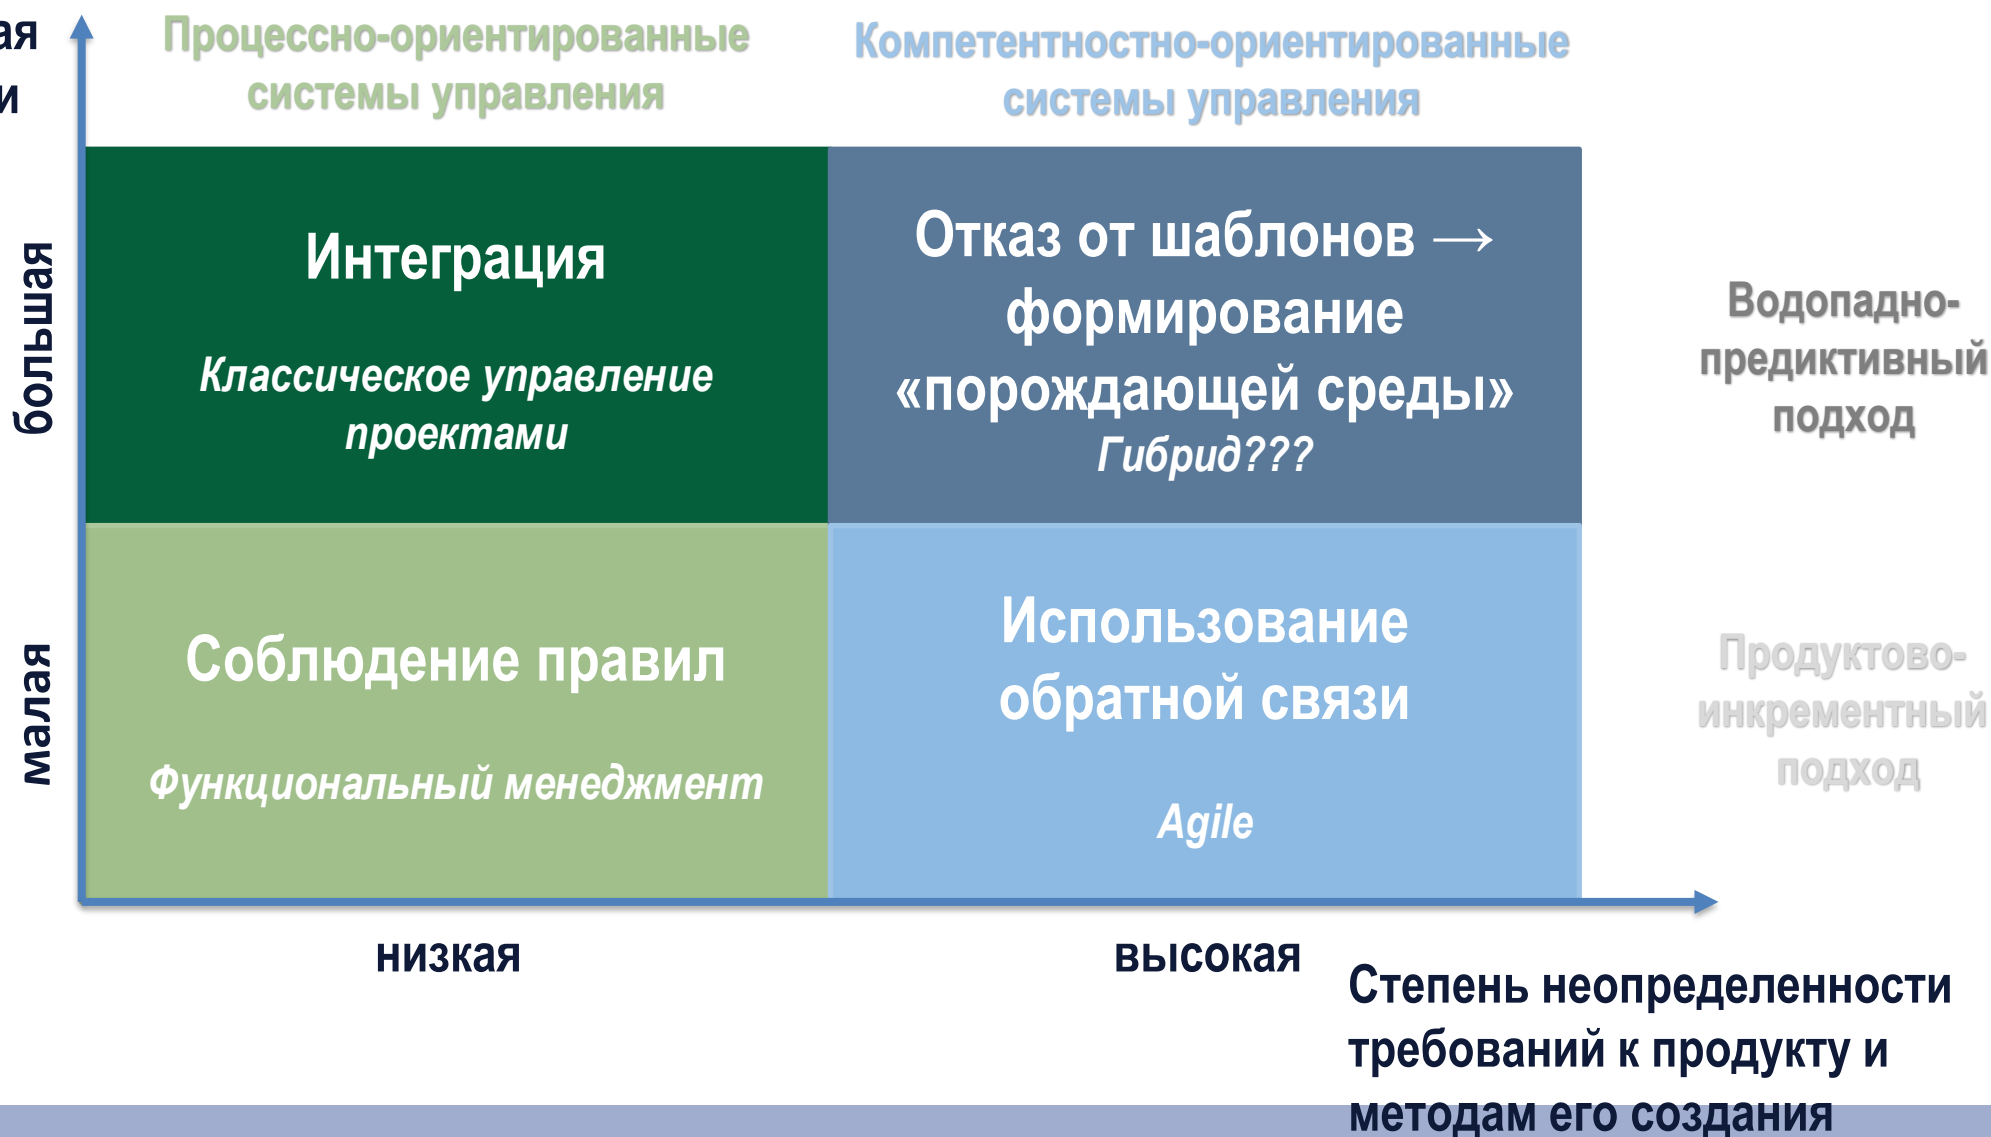 Процессно-ориентированные
системы управления
Компетентностно-ориентированные
системы управления
большая
Интеграция
Классическое управление
проектами
Отказ от шаблонов →
формирование
«порождающей среды»
Гибрид???
Водопадно-
предиктивный
подход
малая
Соблюдение правил
Функциональный менеджмент
Использование
обратной связи
Agile
Продуктово-
инкрементный
подход
низкая
высокая
Степень неопределенности
требований к продукту и
методам его создания